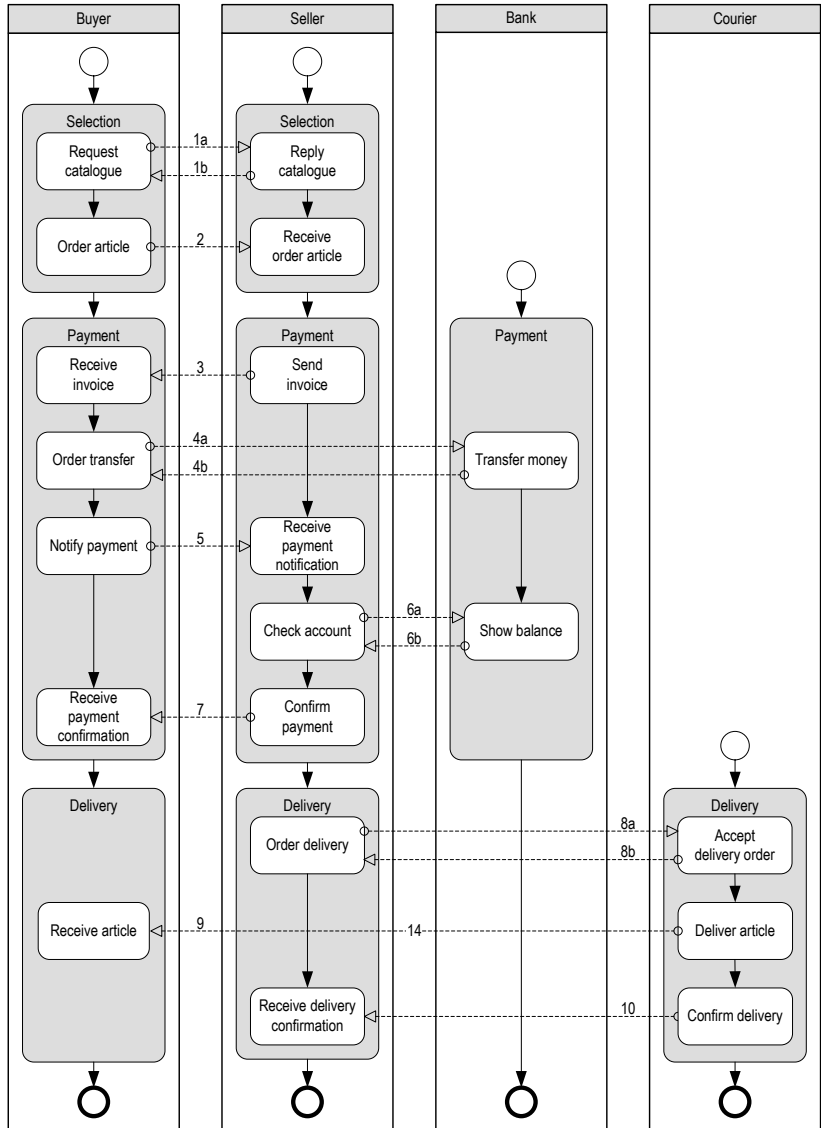 Buyer
Seller
Bank
Courier
Selection
Selection
Request
catalogue
1a
1b
Reply
catalogue
Order article
2
Receive
order article
Payment
Payment
Payment
Receive
invoice
3
Send
invoice
Order transfer
4a
4b
Transfer money
Notify payment
5
Receive
payment
notification
Check account
6a
6b
Show balance
Receive
payment
confirmation
7
Confirm
payment
Delivery
Delivery
Delivery
Order delivery
8a
8b
Accept
delivery order
Receive article
9
14
Deliver article
Receive delivery
confirmation
10
Confirm delivery